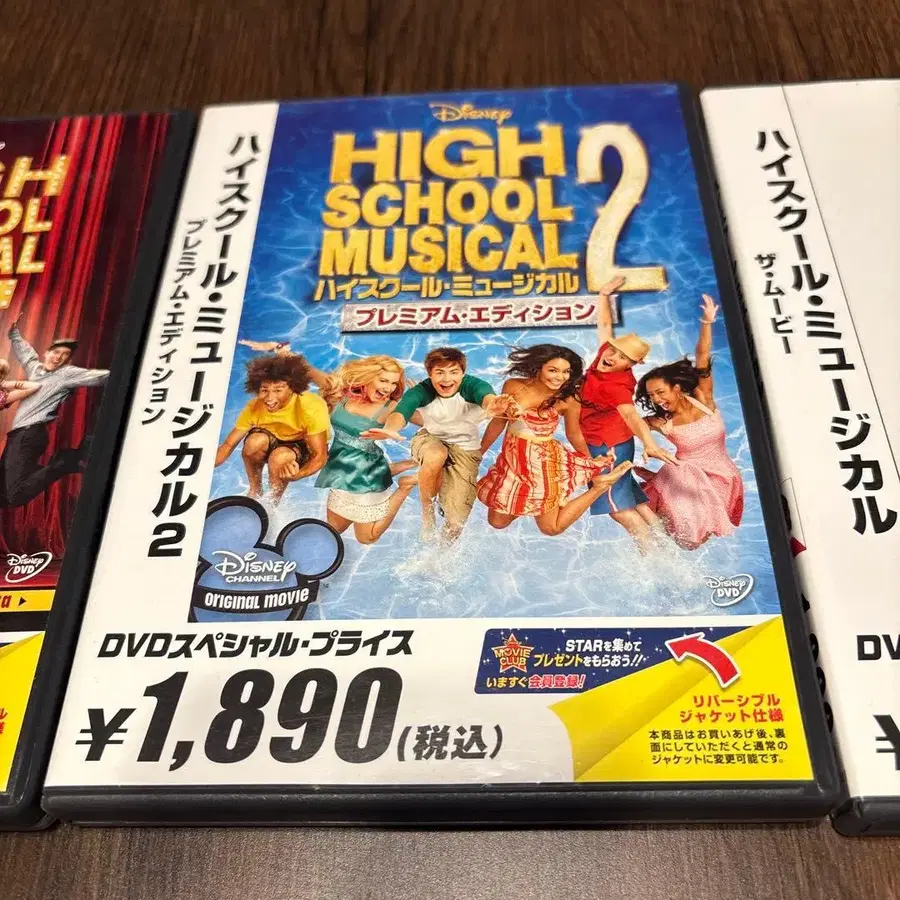 GH
OL
AL
DISNEY
DVD
ハイスクール・ミュージカル2
プレミアム・エディション
Disney
HIGH
SCHOOL
MUSICAL 2
ハイスクール・ミュージカル
プレミアム・エディション
Disney
CHANNEL
ORIGINAL MOVIE
DISNEY
DVD
DVDスペシャル・プライス
¥1,890(税込)
MOVIE
CLUB
STARを集めて
プレゼントをもらおう!!
いますぐ会員登録!
リバーシブル
ジャケット仕様
本商品はお買いあげ後、裏
面にしていただくと通常の
ジャケットに変更可能です。
ハイスクール・ミュージカル
ザ・ムービー
DV
¥